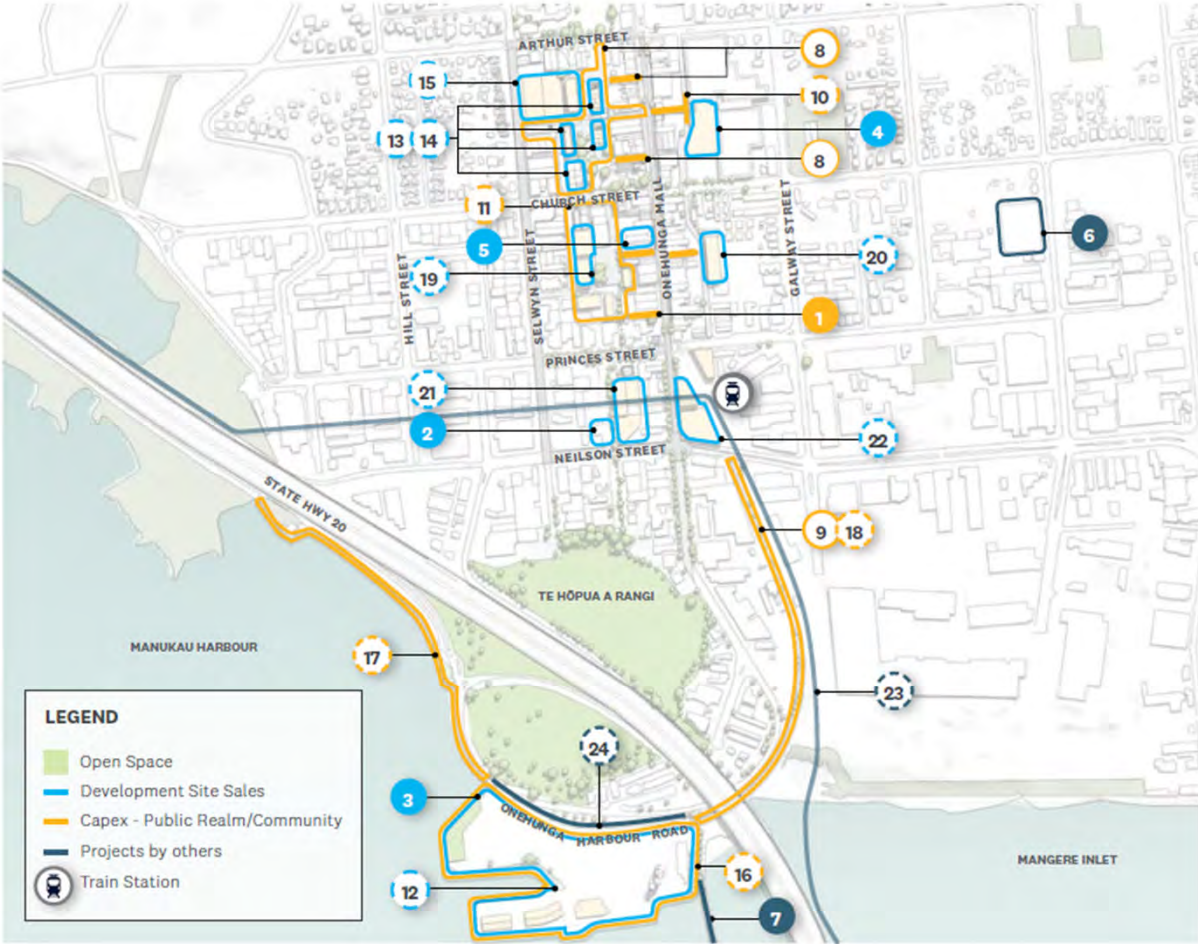 ARTHUR STREET
8
15
10
13 14
4
8
CHURCH STREET
11
5
6
19
20
HILL STREET
SELWYN STREET
ONEHUNGA MALL
GALWAY STREET
1
PRINCES STREET
21
2
22
NEILSON STREET
STATE HWY 20
9 18
TE HŌPUA A RANGI
MANUKAU HARBOUR
17
23
24
3
ONEHUNGA HARBOUR ROAD
MANGERE INLET
16
12
7
LEGEND
Open Space
Development Site Sales
Capex - Public Realm/Community
Projects by others
Train Station